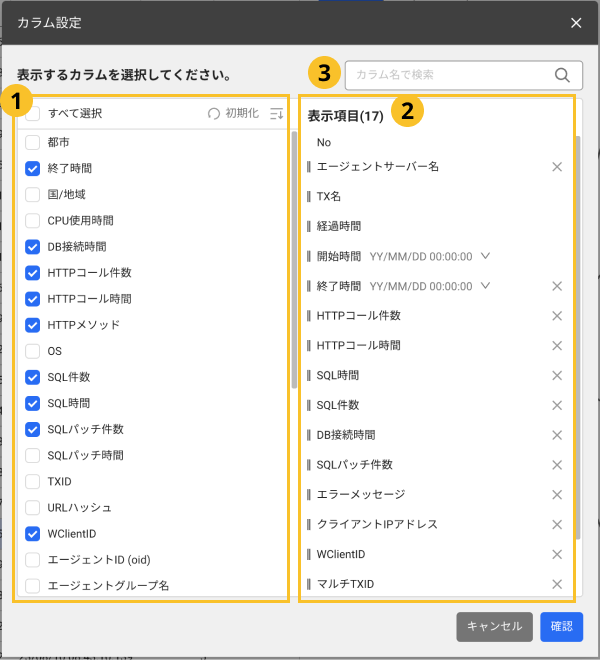 カラム設定
表示するカラムを選択してください。
3
カラム名で検索
1
すべて選択
初期化
都市
終了時間
国/地域
CPU使用時間
DB接続時間
HTTPコール件数
HTTPコール時間
HTTPメソッド
OS
SQL件数
SQL時間
SQLパッチ件数
SQLパッチ時間
TXID
URLハッシュ
WClientID
エージェントID (oid)
エージェントグループ名
表示項目(17)
2
No
エージェントサーバー名
TX名
経過時間
開始時間 YY/MM/DD 00:00:00
終了時間 YY/MM/DD 00:00:00
HTTPコール件数
HTTPコール時間
SQL時間
SQL件数
DB接続時間
SQLパッチ件数
エラーメッセージ
クライアントIPアドレス
WClientID
マルチTXID
キャンセル
確認